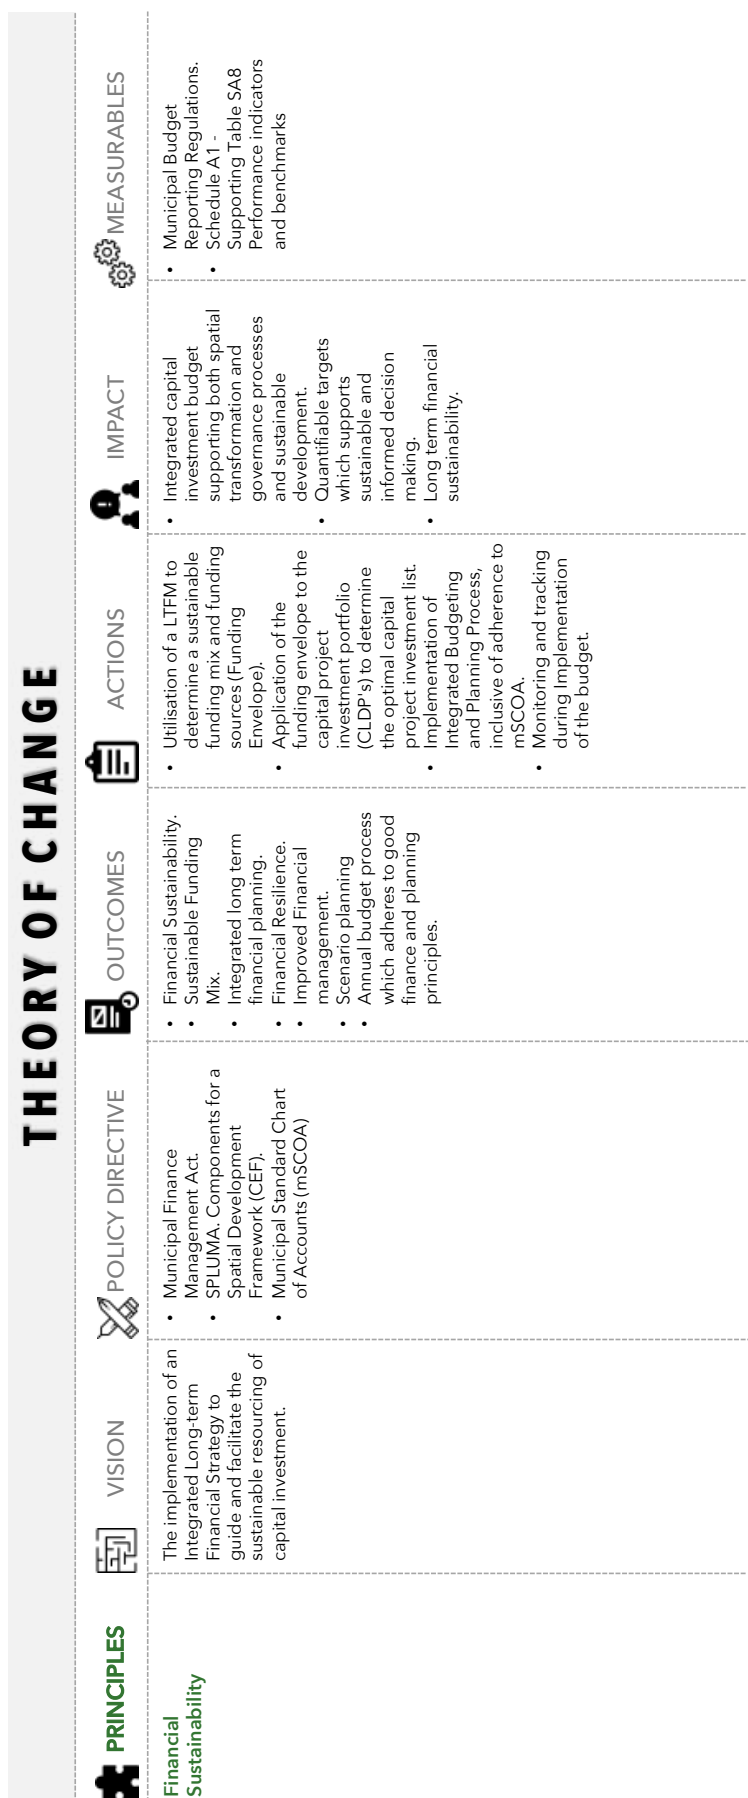 THEORY OF CHANGE
PRINCIPLES
VISION
POLICY DIRECTIVE
OUTCOMES
ACTIONS
IMPACT
MEASURABLES
Financial
Sustainability
The implementation of an
Integrated Long-term
Financial Strategy to
guide and facilitate the
sustainable resourcing of
capital investment.
• Municipal Finance
Management Act.
• SPLUMA. Components for a
Spatial Development
Framework (CEF).
• Municipal Standard Chart
of Accounts (mSCOA)
• Financial Sustainability.
• Sustainable Funding
Mix.
• Integrated long term
financial planning.
• Financial Resilience.
• Improved Financial
management.
• Scenario planning
• Annual budget process
which adheres to good
finance and planning
principles.
• Utilisation of a LTFM to
determine a sustainable
funding mix and funding
sources (Funding
Envelope).
• Application of the
funding envelope to the
capital project
investment portfolio
(CLDP's) to determine
the optimal capital
project investment list.
• Implementation of
Integrated Budgeting
and Planning Process,
inclusive of adherence to
mSCOA.
• Monitoring and tracking
during Implementation
of the budget.
• Integrated capital
investment budget
supporting both spatial
transformation and
governance processes
and sustainable
development.
• Quantifiable targets
which supports
sustainable and
informed decision
making.
• Long term financial
sustainability.
• Municipal Budget
Reporting Regulations.
• Schedule A1 -
Supporting Table SA8
Performance indicators
and benchmarks